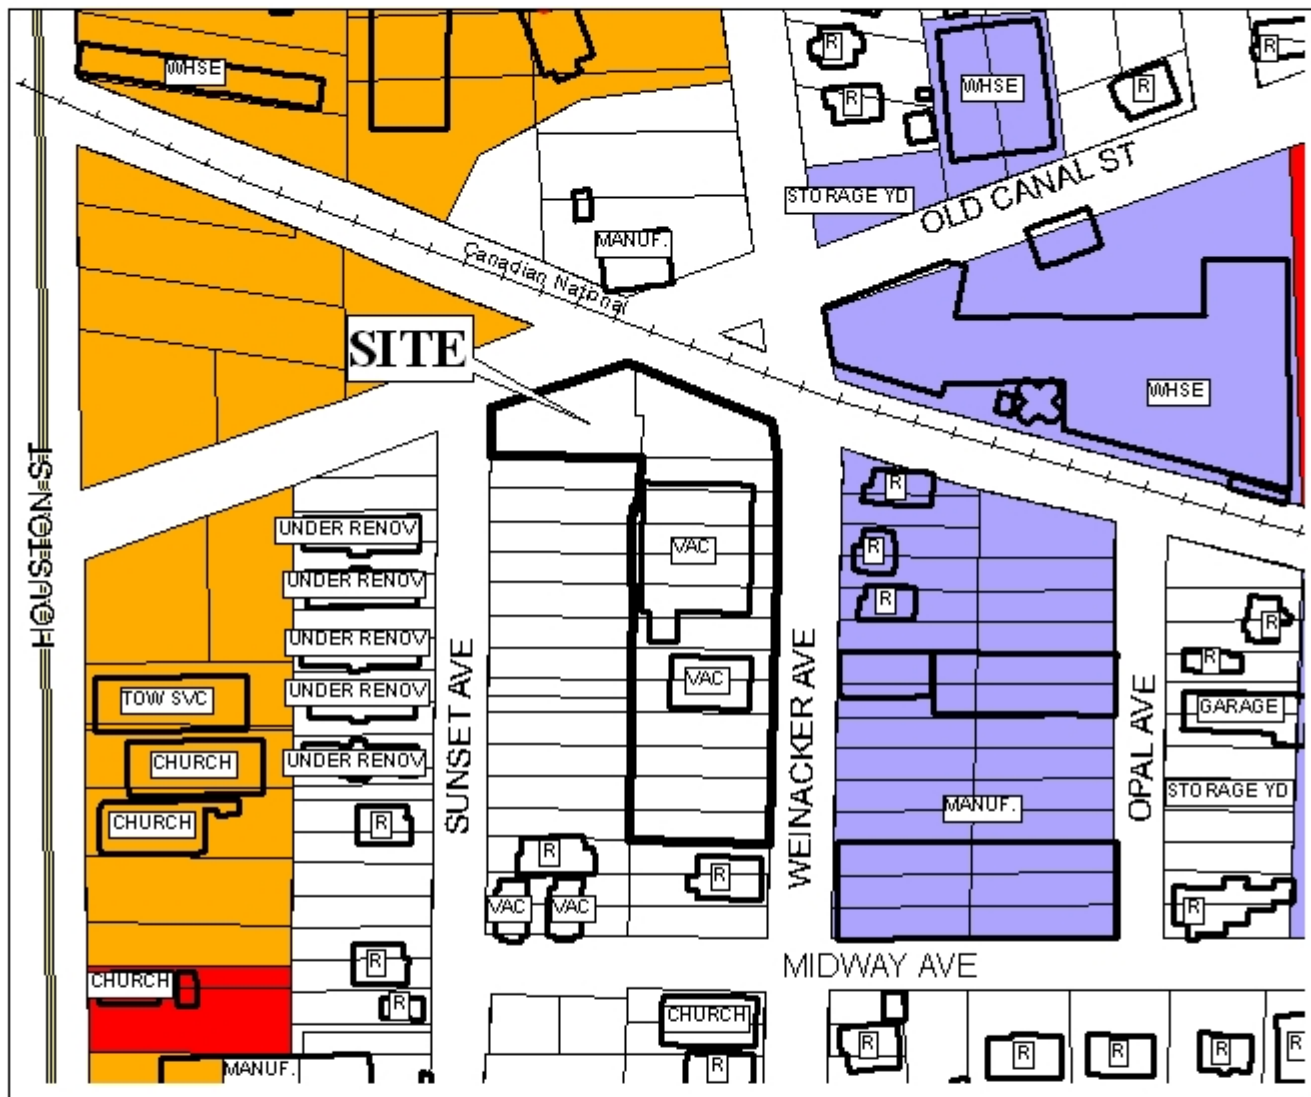 WHSE
R
R
WHSE
R
R
STORAGE YD
OLD CANAL ST
MANUF.
Canadian National
SITE
WHSE
HOUSTON ST
R
UNDER RENOV
VAC
R
UNDER RENOV
R
R
UNDER RENOV
R
UNDER RENOV
VAC
TOW SVC
GARAGE
SUNSET AVE
WEINACKER AVE
OPAL AVE
CHURCH
UNDER RENOV
STORAGE YD
MANUF.
CHURCH
R
R
R
VAC
VAC
R
R
MIDWAY AVE
CHURCH
R
CHURCH
R
R
R
R
R
MANUF.
R